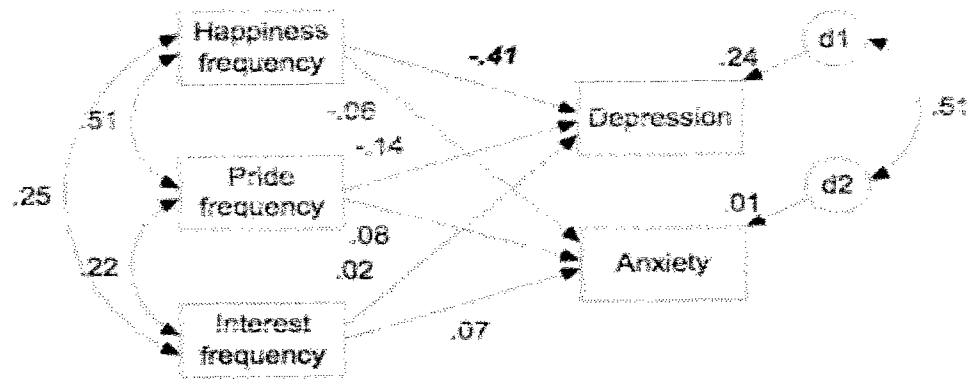 Happiness
frequency
-.41
.24
d1
-.06
Depression
.51
.51
-.14
Pride
frequency
d2
.25
.01
.08
Anxiety
.22
.02
Interest
frequency
.07